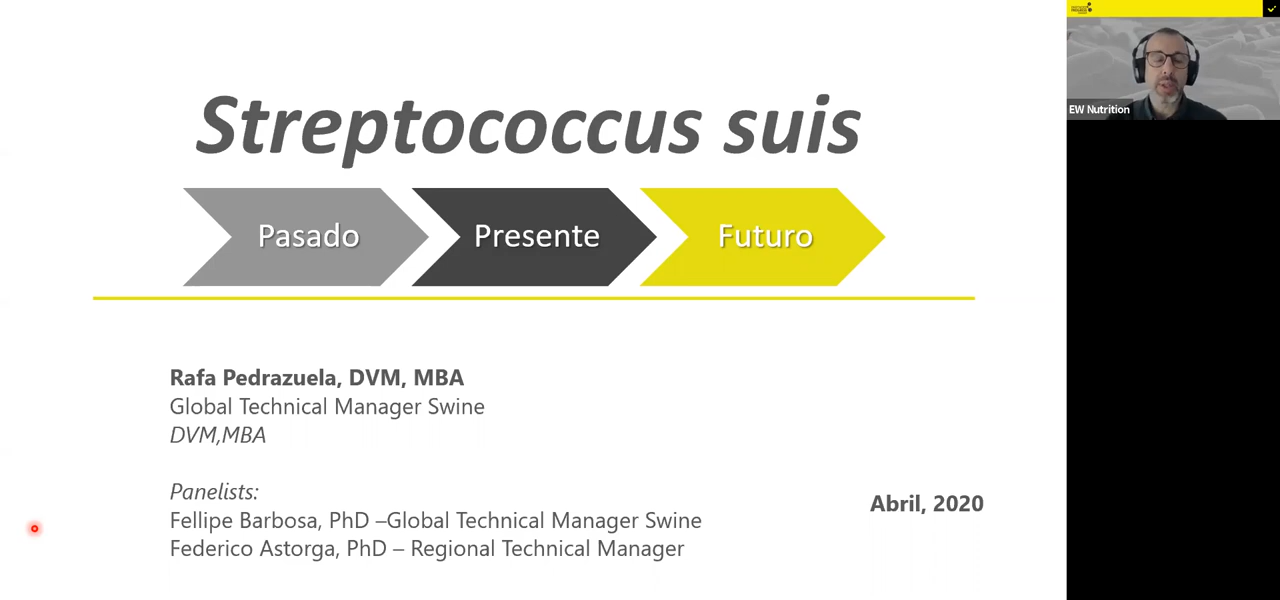 Streptococcus suis
Pasado
Presente
Futuro
Rafa Pedrazuela, DVM, MBA
Global Technical Manager Swine
DVM,MBA
Panelists:
Fellipe Barbosa, PhD –Global Technical Manager Swine
Federico Astorga, PhD – Regional Technical Manager
Abril, 2020
EW Nutrition